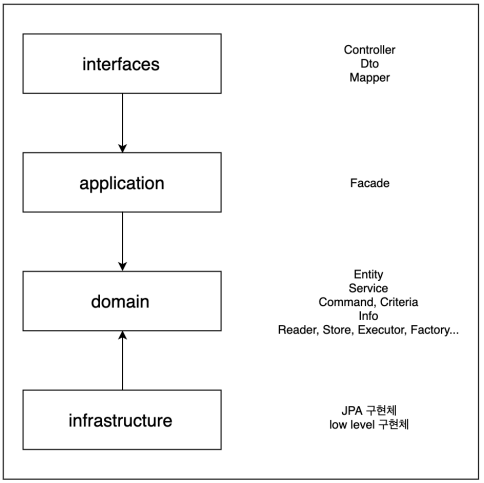 interfaces
Controller
Dto
Mapper
application
Facade
domain
Entity
Service
Command, Criteria
Info
Reader, Store, Executor, Factory...
infrastructure
JPA 구현체
low level 구현체